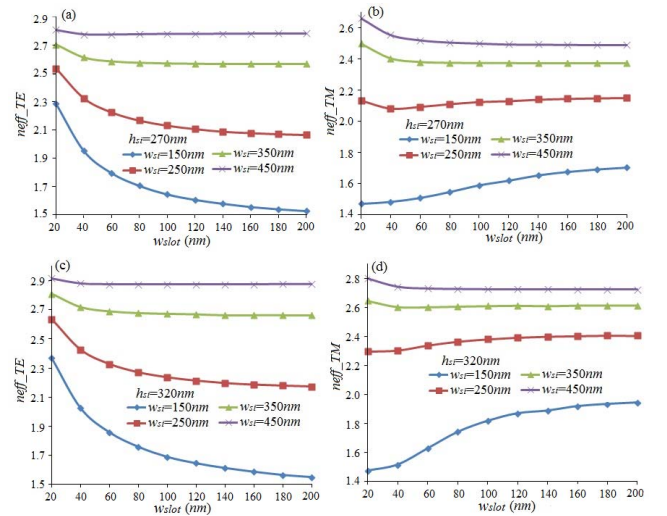 (a)
neff_TE
2.9
2.7
2.5
2.3
2.1
1.9
1.7
1.5
hsi=270nm
wsi=150nm wsi=350nm
wsi=250nm wsi=450nm
20 40 60 80 100 120 140 160 180 200
wslot (nm)
(b)
neff_TM
2.6
2.4
2.2
2.0
1.8
1.6
1.4
hsi=270nm
wsi=150nm wsi=350nm
wsi=250nm wsi=450nm
20 40 60 80 100 120 140 160 180 200
wslot (nm)
(c)
neff_TE
2.9
2.7
2.5
2.3
2.1
1.9
1.7
1.5
hsi=320nm
wsi=150nm wsi=350nm
wsi=250nm wsi=450nm
20 40 60 80 100 120 140 160 180 200
wslot (nm)
(d)
neff_TM
2.8
2.6
2.4
2.2
2.0
1.8
1.6
1.4
hsi=320nm
wsi=150nm wsi=350nm
wsi=250nm wsi=450nm
20 40 60 80 100 120 140 160 180 200
wslot (nm)